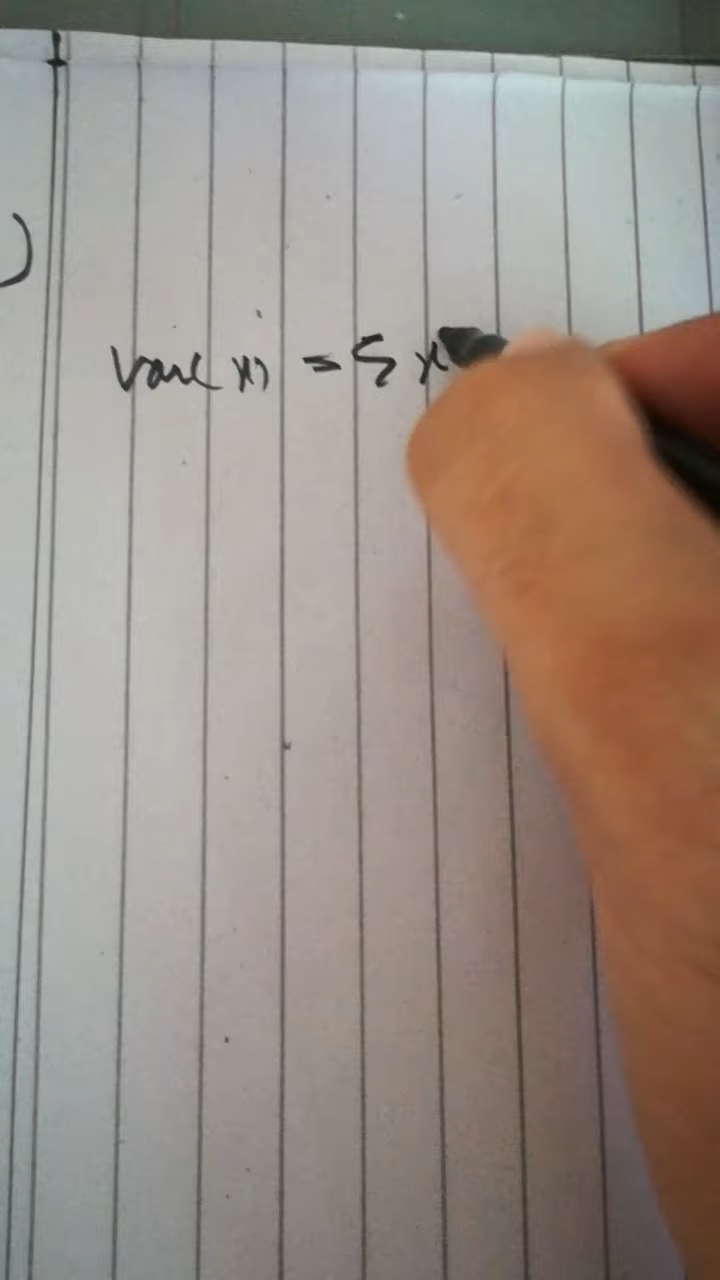 )
Var(x) = Σx